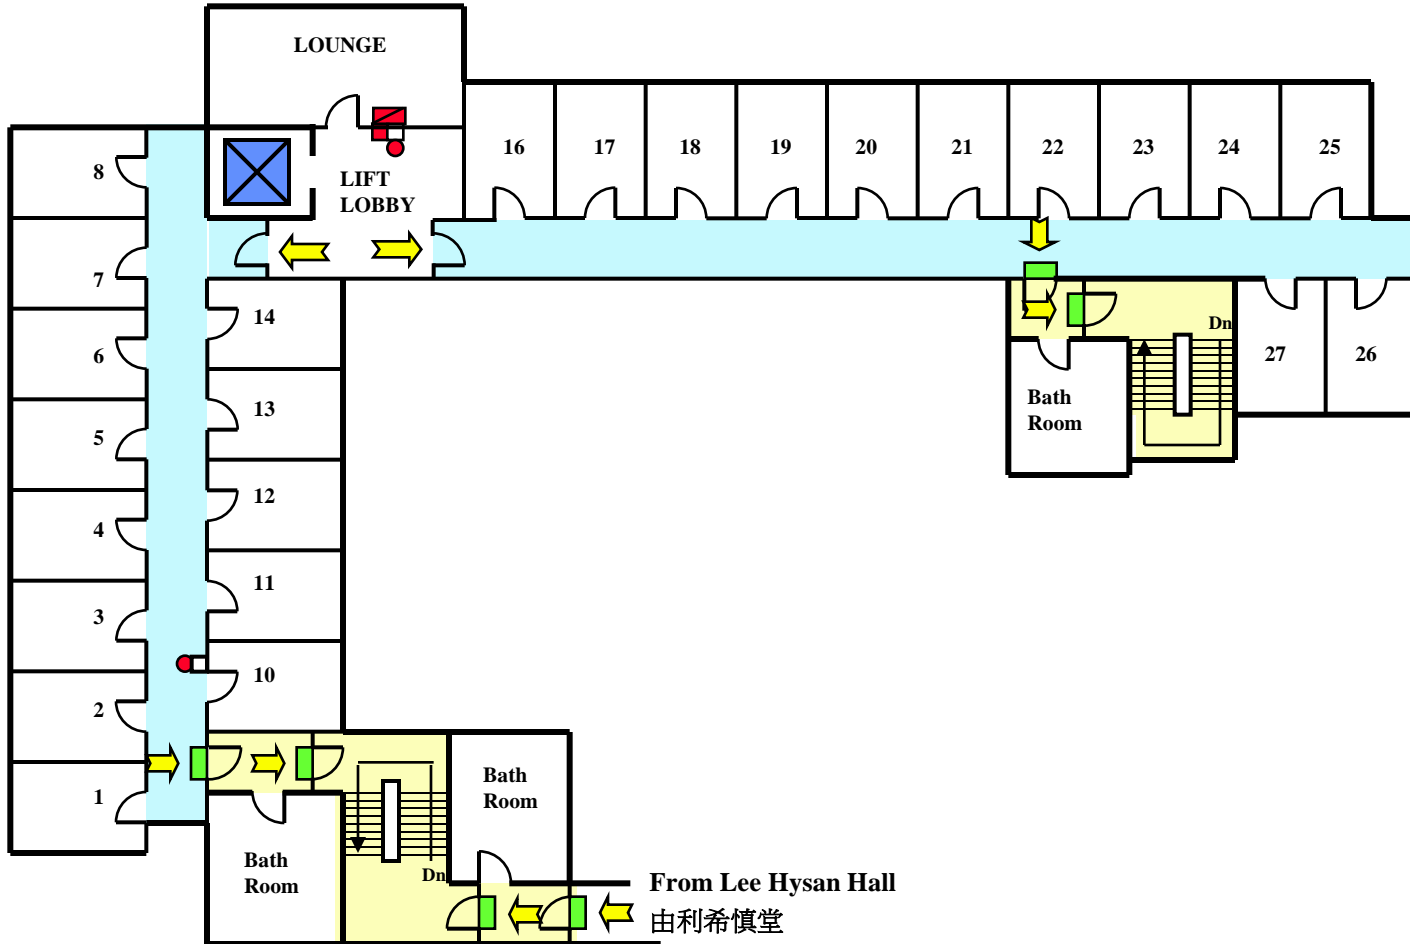 LOUNGE
LIFT
LOBBY
16
17
18
19
20
21
22
23
24
25
8
7
6
5
4
3
2
1
14
13
12
11
10
Dn
27
26
Bath
Room
Bath
Room
Bath
Room
Dn
From Lee Hysan Hall
由利希慎堂